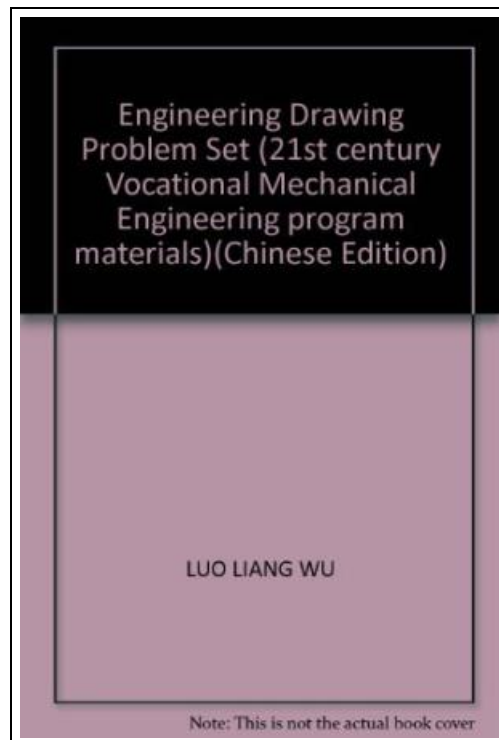 Engineering Drawing
Problem Set (21st century
Vocational Mechanical
Engineering program
materials)(Chinese Edition)
LUO LIANG WU
Note: This is not the actual book cover